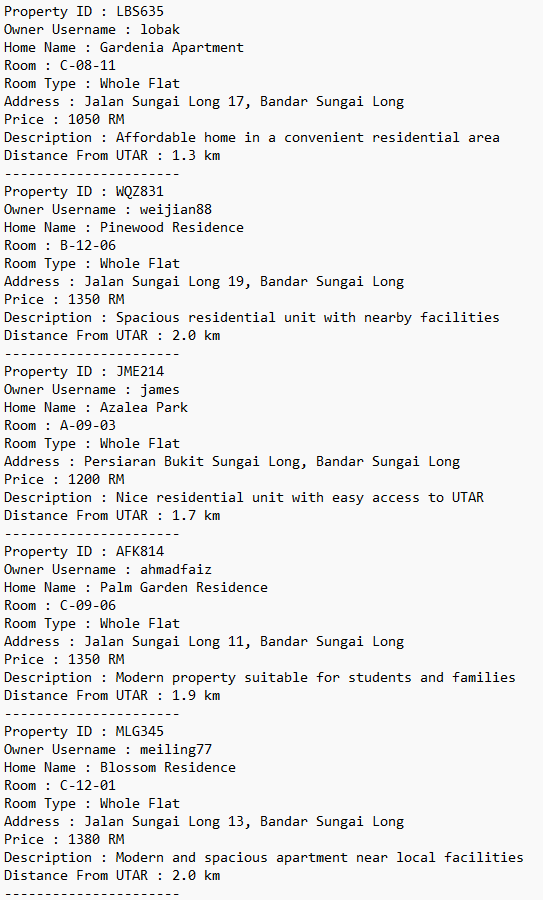 Property ID : LBS635
Owner Username : lobak
Home Name : Gardenia Apartment
Room : C-08-11
Room Type : Whole Flat
Address : Jalan Sungai Long 17, Bandar Sungai Long
Price : 1050 RM
Description : Affordable home in a convenient residential area
Distance From UTAR : 1.3 km
----------------------
Property ID : WQZ831
Owner Username : weijian88
Home Name : Pinewood Residence
Room : B-12-06
Room Type : Whole Flat
Address : Jalan Sungai Long 19, Bandar Sungai Long
Price : 1350 RM
Description : Spacious residential unit with nearby facilities
Distance From UTAR : 2.0 km
----------------------
Property ID : JME214
Owner Username : james
Home Name : Azalea Park
Room : A-09-03
Room Type : Whole Flat
Address : Persiaran Bukit Sungai Long, Bandar Sungai Long
Price : 1200 RM
Description : Nice residential unit with easy access to UTAR
Distance From UTAR : 1.7 km
----------------------
Property ID : AFK814
Owner Username : ahmadfaiz
Home Name : Palm Garden Residence
Room : C-09-06
Room Type : Whole Flat
Address : Jalan Sungai Long 11, Bandar Sungai Long
Price : 1350 RM
Description : Modern property suitable for students and families
Distance From UTAR : 1.9 km
----------------------
Property ID : MLG345
Owner Username : meiling77
Home Name : Blossom Residence
Room : C-12-01
Room Type : Whole Flat
Address : Jalan Sungai Long 13, Bandar Sungai Long
Price : 1380 RM
Description : Modern and spacious apartment near local facilities
Distance From UTAR : 2.0 km
----------------------